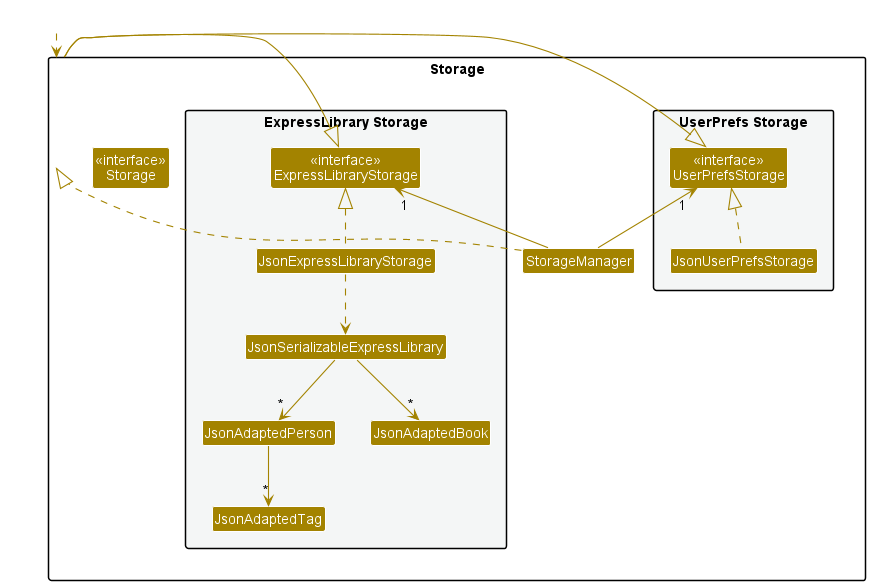 Storage
ExpressLibrary Storage
UserPrefs Storage
«interface»
Storage
«interface»
ExpressLibraryStorage
«interface»
UserPrefsStorage
1
1
JsonExpressLibraryStorage
StorageManager
JsonUserPrefsStorage
JsonSerializableExpressLibrary
*
*
JsonAdaptedPerson
JsonAdaptedBook
*
JsonAdaptedTag